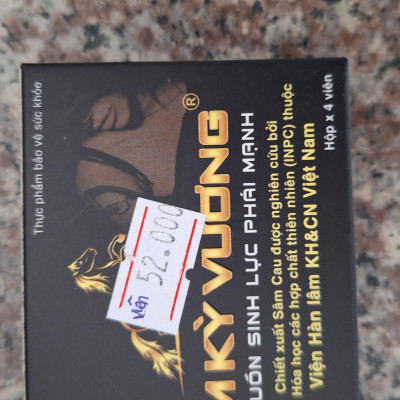 Thực phẩm bảo vệ sức khỏe
MKỲ VƯƠNG®
UỒN SINH LỰC PHÁI MẠNH
Chiết xuất Sâm Cau được nghiên cứu bởi
Hóa học các hợp chất thiên nhiên (INPC) thuộc
Viện Hàn lâm KH&CN Việt Nam
Hộp x 4 viên
Viên
52.000